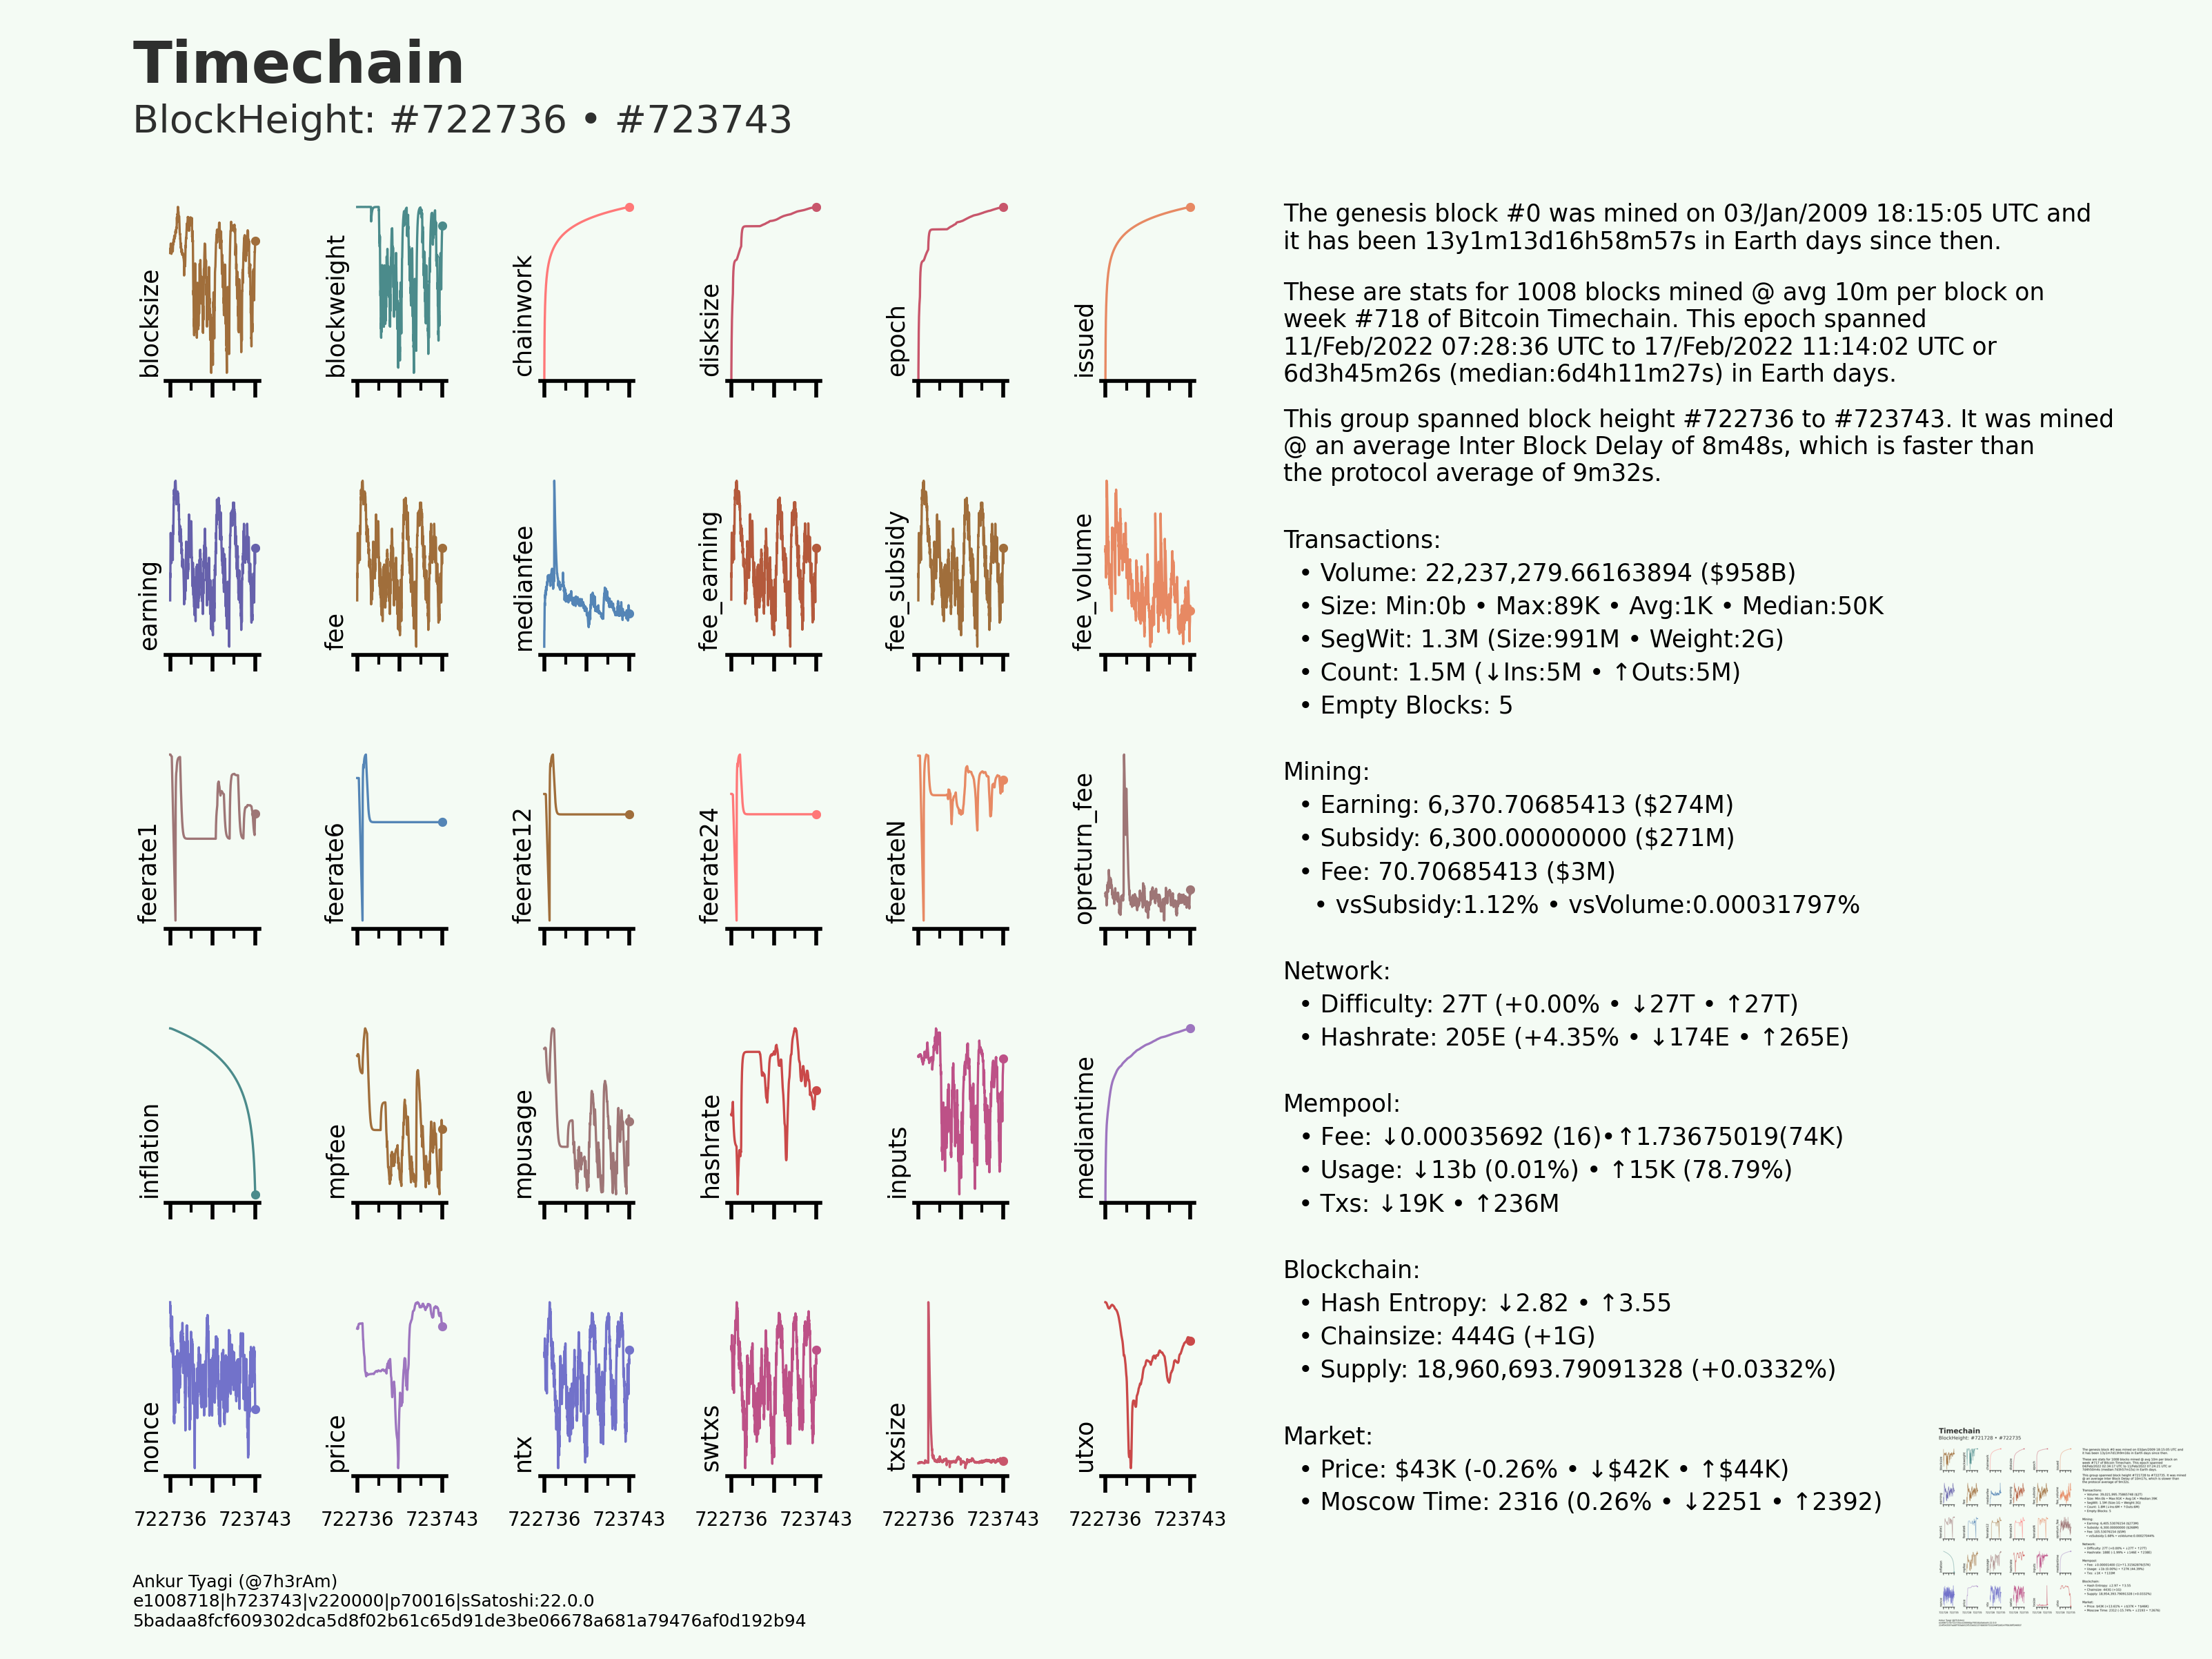 Timechain
BlockHeight: #722736 • #723743
blocksize
blockweight
chainwork
disksize
epoch
issued
earning
fee
medianfee
fee_earning
fee_subsidy
fee_volume
feerate1
feerate6
feerate12
feerate24
feerateN
opreturn_fee
inflation
mpfee
mpusage
hashrate
inputs
mediantime
nonce
price
ntx
swtxs
txsize
utxo
722736 723743 722736 723743 722736 723743 722736 723743 722736 723743 722736 723743
The genesis block #0 was mined on 03/Jan/2009 18:15:05 UTC and
it has been 13y1m13d16h58m57s in Earth days since then.
These are stats for 1008 blocks mined @ avg 10m per block on
week #718 of Bitcoin Timechain. This epoch spanned
11/Feb/2022 07:28:36 UTC to 17/Feb/2022 11:14:02 UTC or
6d3h45m26s (median:6d4h11m27s) in Earth days.
This group spanned block height #722736 to #723743. It was mined
@ an average Inter Block Delay of 8m48s, which is faster than
the protocol average of 9m32s.
Transactions:
• Volume: 22,237,279.66163894 ($958B)
• Size: Min:0b • Max:89K • Avg:1K • Median:50K
• SegWit: 1.3M (Size:991M • Weight:2G)
• Count: 1.5M (↓Ins:5M • ↑Outs:5M)
• Empty Blocks: 5
Mining:
• Earning: 6,370.70685413 ($274M)
• Subsidy: 6,300.00000000 ($271M)
• Fee: 70.70685413 ($3M)
• vsSubsidy:1.12% • vsVolume:0.00031797%
Network:
• Difficulty: 27T (+0.00% • ↓27T • ↑27T)
• Hashrate: 205E (+4.35% • ↓174E • ↑265E)
Mempool:
• Fee: ↓0.00035692 (16)•↑1.73675019(74K)
• Usage: ↓13b (0.01%) • ↑15K (78.79%)
• Txs: ↓19K • ↑236M
Blockchain:
• Hash Entropy: ↓2.82 • ↑3.55
• Chainsize: 444G (+1G)
• Supply: 18,960,693.79091328 (+0.0332%)
Market:
• Price: $43K (-0.26% • ↓$42K • ↑$44K)
• Moscow Time: 2316 (0.26% • ↓2251 • ↑2392)
Timechain
BlockHeight: #721728 • #722735
Ankur Tyagi (@7h3rAm)
e1008718|h723743|v220000|p70016|sSatoshi:22.0.0
5badaa8fcf609302dca5d8f02b61c65d91de3be06678a681a79476af0d192b94